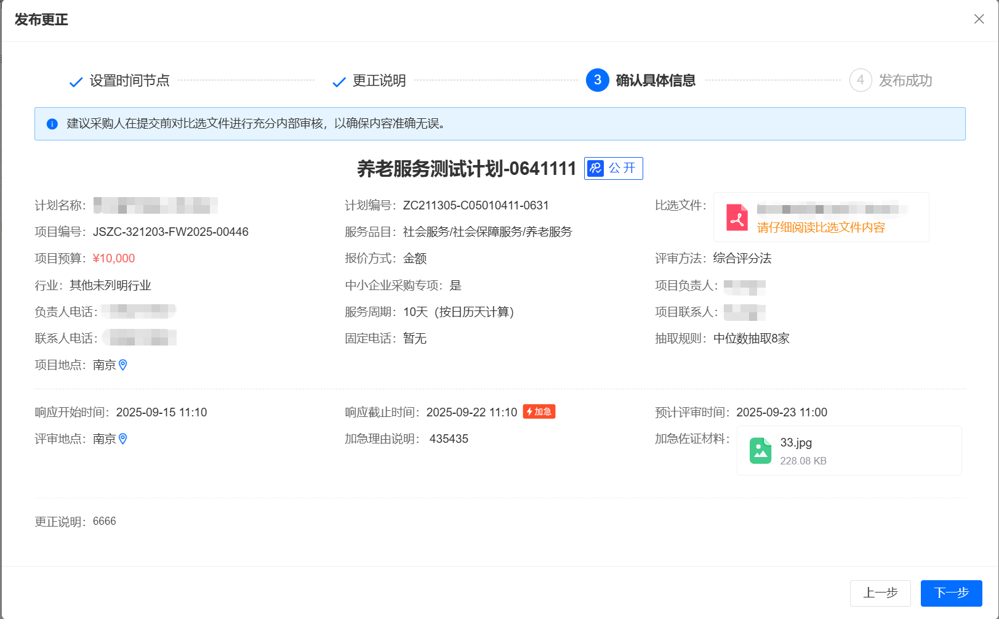 发布更正
设置时间节点
更正说明
3 确认具体信息
4 发布成功
建议采购人在提交前对比选文件进行充分内部审核，以确保内容准确无误。
养老服务测试计划-0641111 公开
计划名称：
计划编号：ZC211305-C05010411-0631
比选文件：
请仔细阅读比选文件内容
项目编号：JSZC-321203-FW2025-00446
服务品目：社会服务/社会保障服务/养老服务
项目预算：¥10,000
报价方式：金额
评审方法：综合评分法
行业：其他未列明行业
中小企业采购专项：是
项目负责人：
负责人电话：
服务周期：10天（按日历天计算）
项目联系人：
联系人电话：
固定电话：暂无
抽取规则：中位数抽取8家
项目地点：南京
响应开始时间：2025-09-15 11:10
响应截止时间：2025-09-22 11:10 加急
预计评审时间：2025-09-23 11:00
评审地点：南京
加急理由说明：435435
加急佐证材料：
33.jpg
228.08 KB
更正说明：6666
上一步
下一步